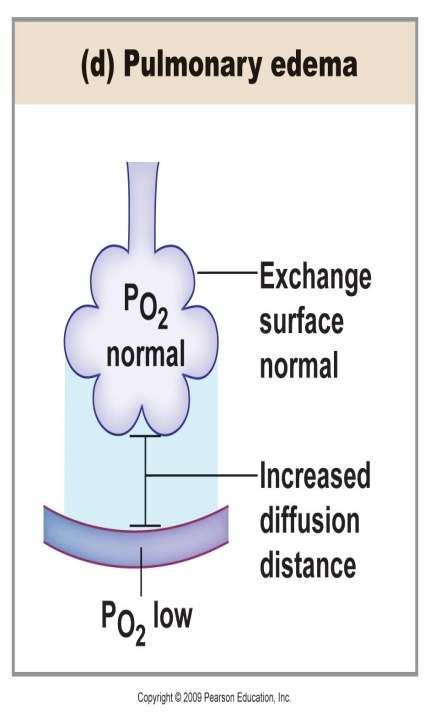 (d) Pulmonary edema
PO2
normal
Exchange
surface
normal
Increased
diffusion
distance
PO2 low
Copyright © 2009 Pearson Education, Inc.